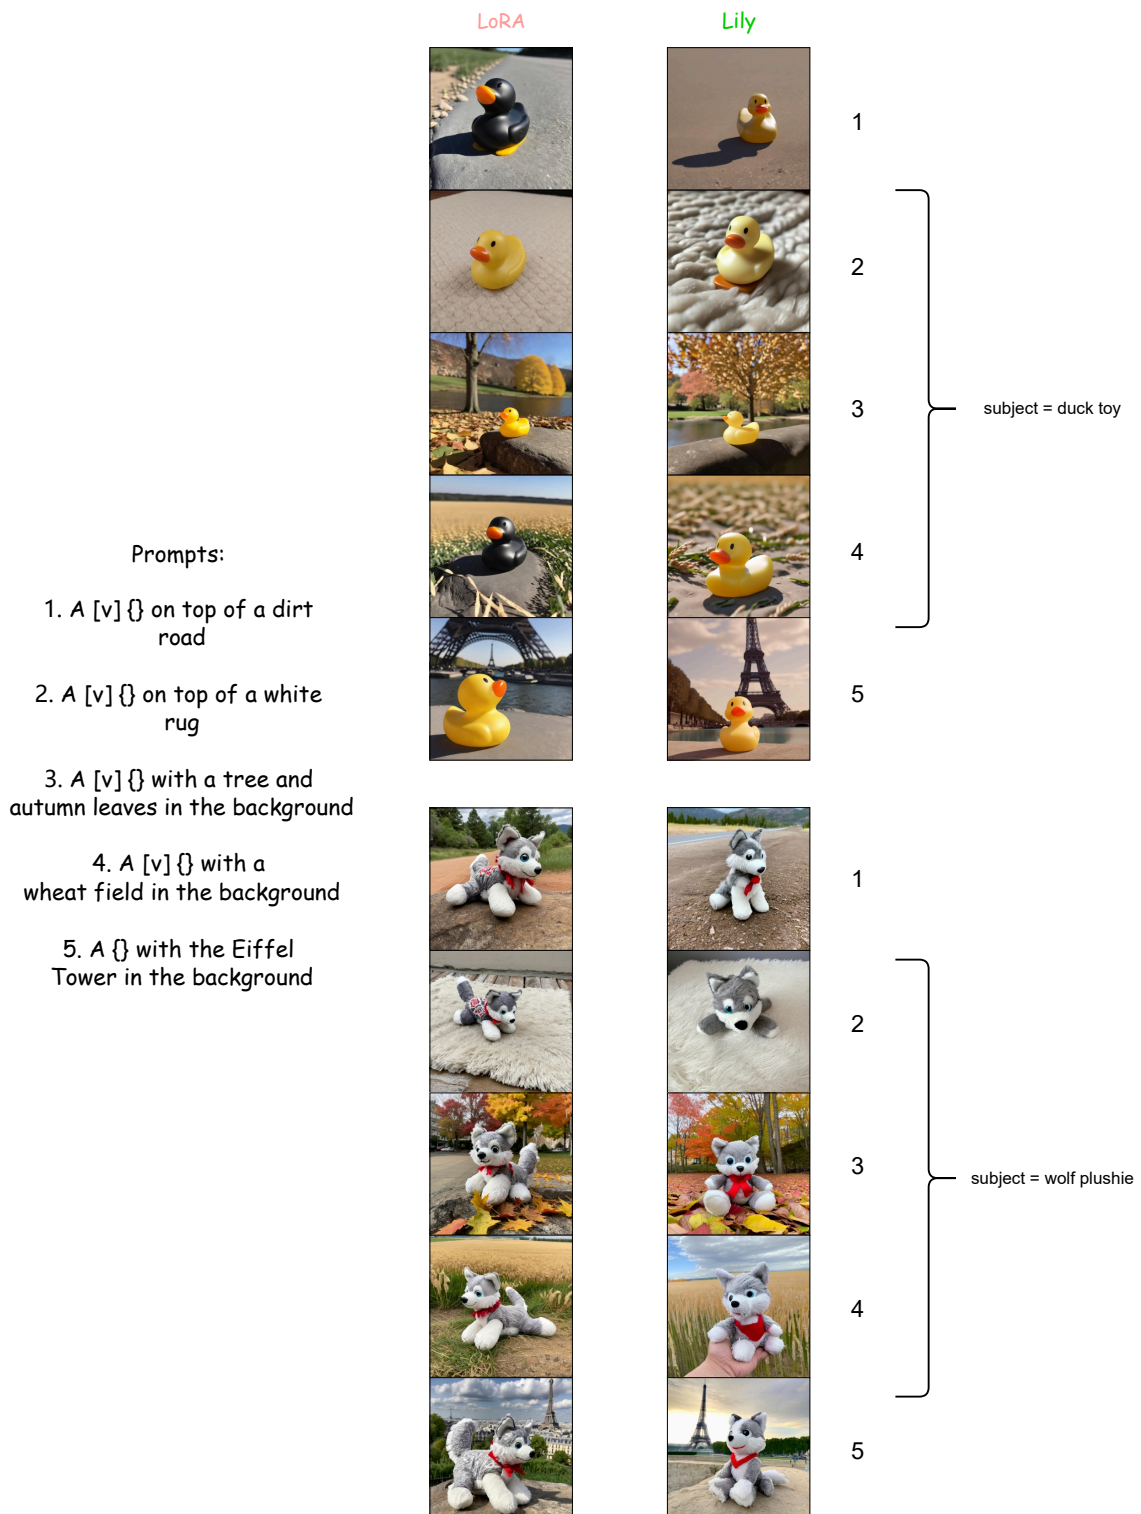 LoRA
Lily
1
2
3
4
5
subject = duck toy
Prompts:
1. A [v] {} on top of a dirt
road
2. A [v] {} on top of a white
rug
3. A [v] {} with a tree and
autumn leaves in the background
4. A [v] {} with a
wheat field in the background
5. A {} with the Eiffel
Tower in the background
1
2
3
4
5
subject = wolf plushie